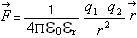 F⃗ = 1/(4πε₀εᵣ) q₁ q₂/r² r⃗